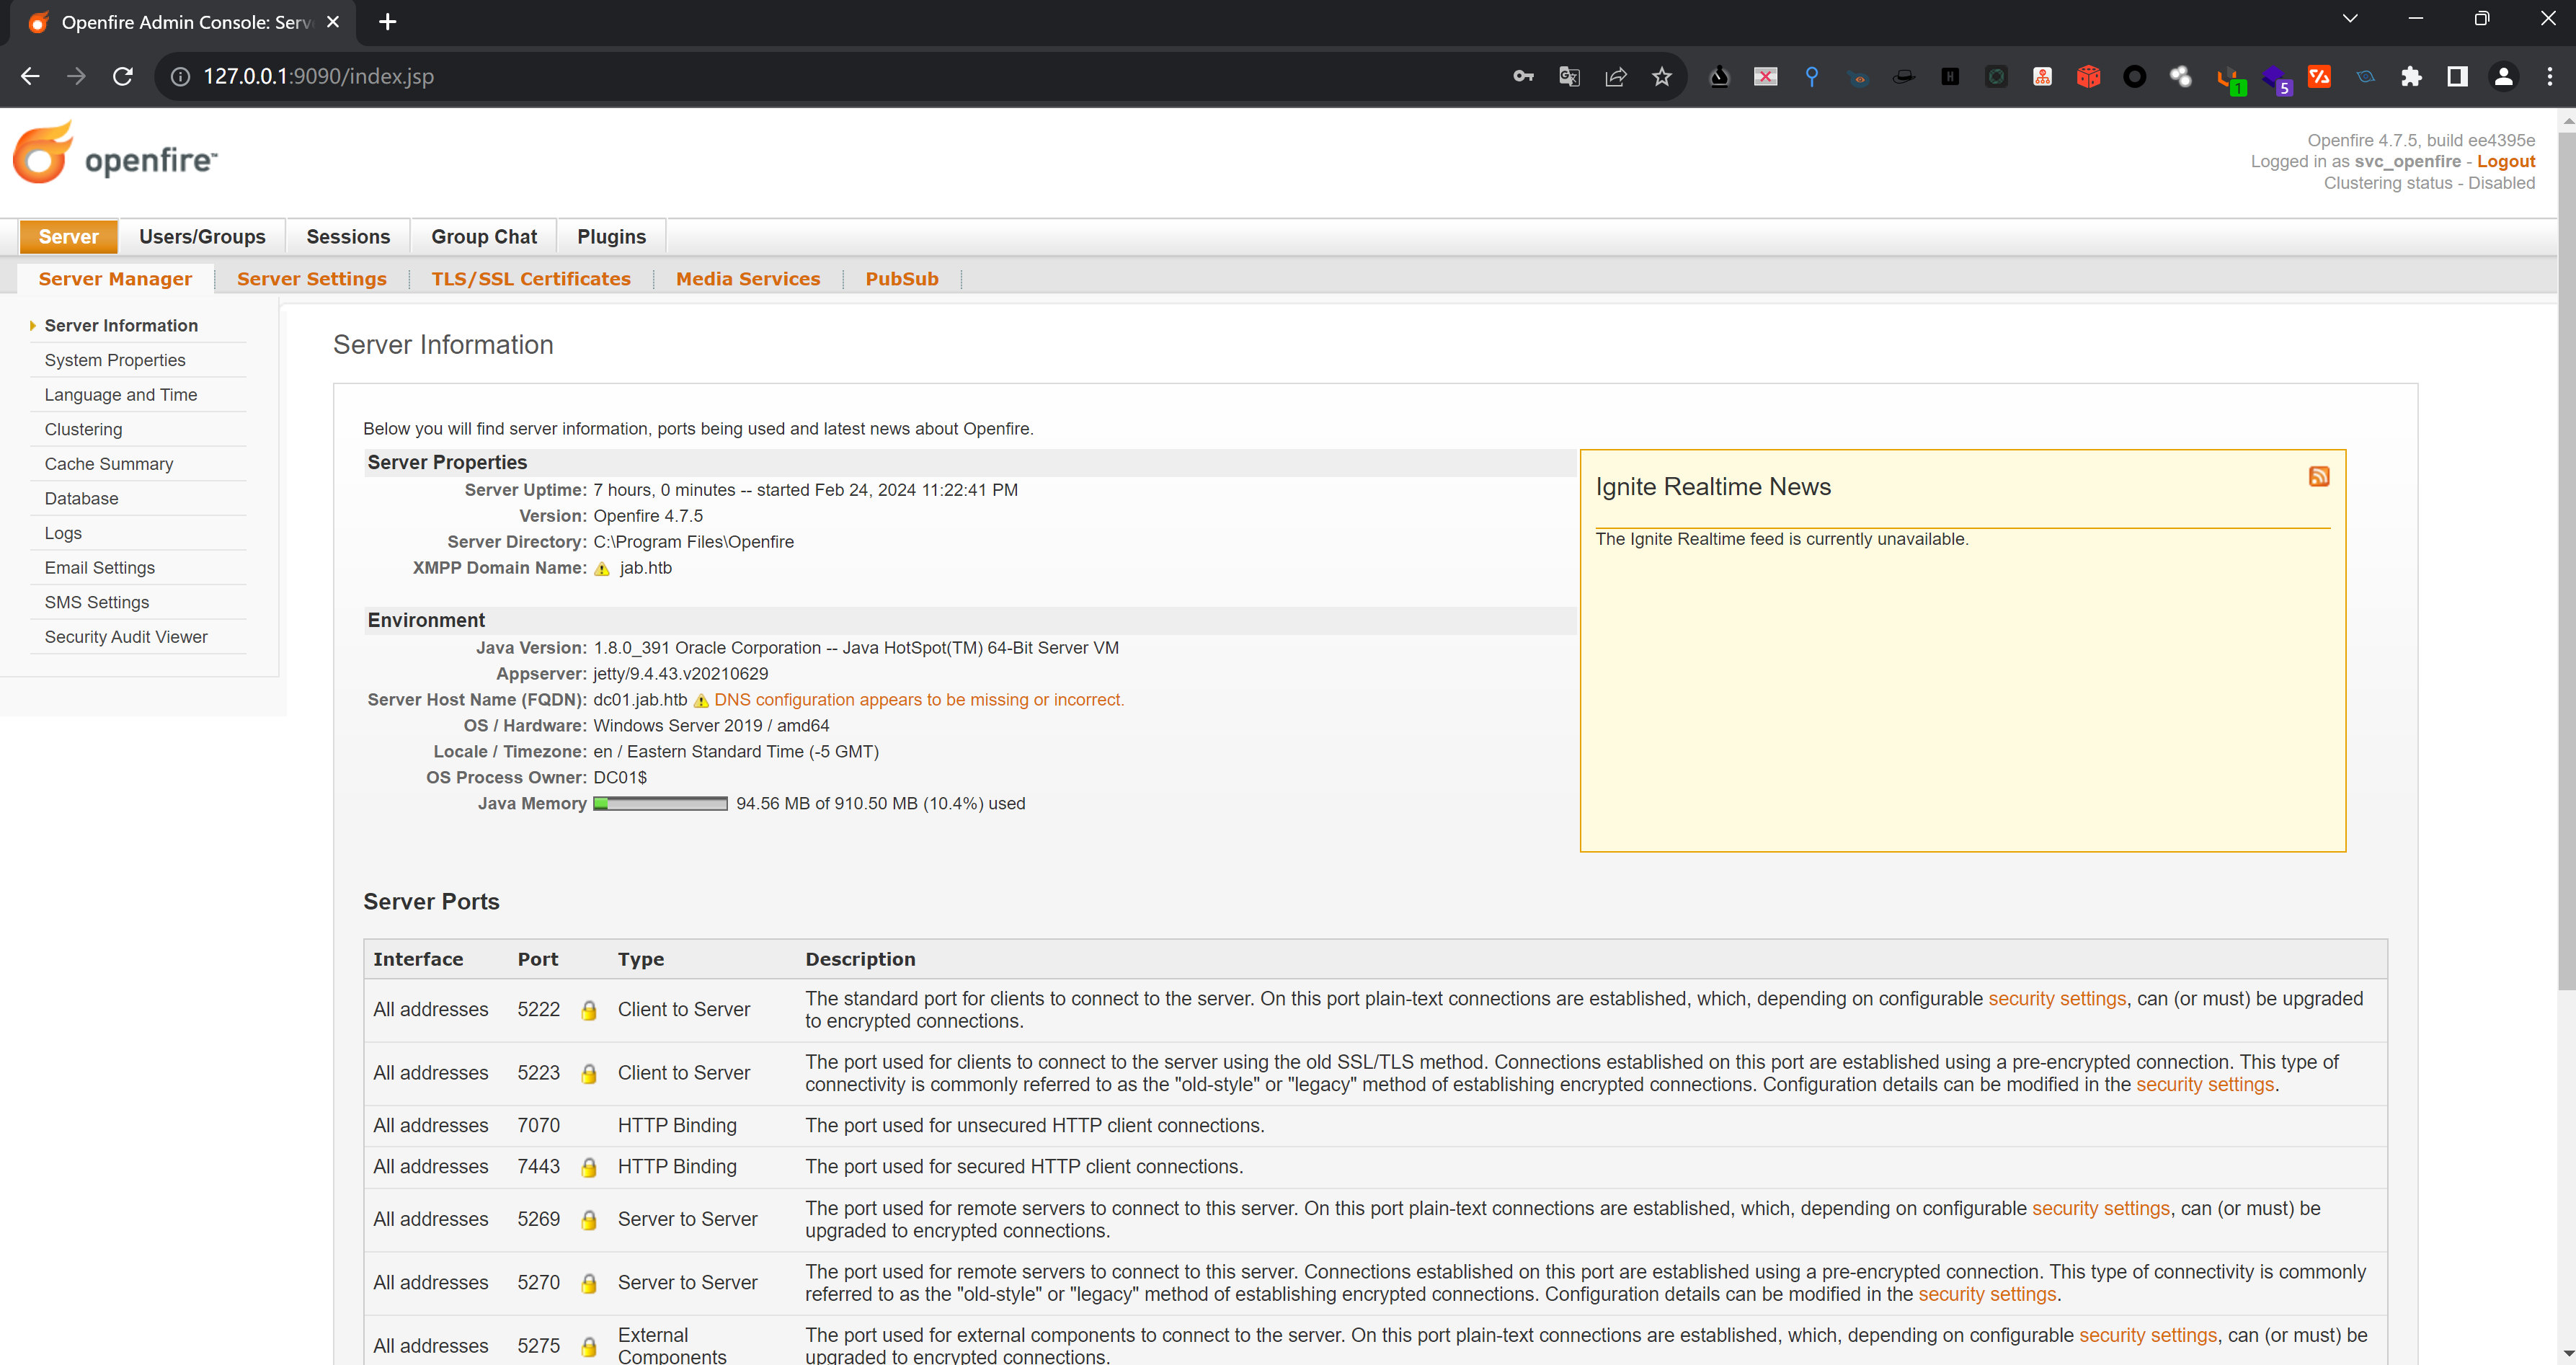 Openfire Admin Console: Serv
127.0.0.1:9090/index.jsp
1
5
openfire™
Openfire 4.7.5, build ee4395e
Logged in as svc_openfire - Logout
Clustering status - Disabled
Server Users/Groups Sessions Group Chat Plugins
Server Manager Server Settings TLS/SSL Certificates Media Services PubSub
Server Information
System Properties
Language and Time
Clustering
Cache Summary
Database
Logs
Email Settings
SMS Settings
Security Audit Viewer
Server Information
Below you will find server information, ports being used and latest news about Openfire.
Server Properties
Server Uptime: 7 hours, 0 minutes -- started Feb 24, 2024 11:22:41 PM
Version: Openfire 4.7.5
Server Directory: C:\Program Files\Openfire
XMPP Domain Name: jab.htb
Environment
Java Version: 1.8.0_391 Oracle Corporation -- Java HotSpot(TM) 64-Bit Server VM
Appserver: jetty/9.4.43.v20210629
Server Host Name (FQDN): dc01.jab.htb DNS configuration appears to be missing or incorrect.
OS / Hardware: Windows Server 2019 / amd64
Locale / Timezone: en / Eastern Standard Time (-5 GMT)
OS Process Owner: DC01$
Java Memory 94.56 MB of 910.50 MB (10.4%) used
Ignite Realtime News
The Ignite Realtime feed is currently unavailable.
Server Ports
Interface Port Type Description
All addresses 5222 Client to Server The standard port for clients to connect to the server. On this port plain-text connections are established, which, depending on configurable security settings, can (or must) be upgraded
to encrypted connections.
All addresses 5223 Client to Server The port used for clients to connect to the server using the old SSL/TLS method. Connections established on this port are established using a pre-encrypted connection. This type of
connectivity is commonly referred to as the "old-style" or "legacy" method of establishing encrypted connections. Configuration details can be modified in the security settings.
All addresses 7070 HTTP Binding The port used for unsecured HTTP client connections.
All addresses 7443 HTTP Binding The port used for secured HTTP client connections.
All addresses 5269 Server to Server The port used for remote servers to connect to this server. On this port plain-text connections are established, which, depending on configurable security settings, can (or must) be
upgraded to encrypted connections.
All addresses 5270 Server to Server The port used for remote servers to connect to this server. Connections established on this port are established using a pre-encrypted connection. This type of connectivity is commonly
referred to as the "old-style" or "legacy" method of establishing encrypted connections. Configuration details can be modified in the security settings.
All addresses 5275 External Components The port used for external components to connect to the server. On this port plain-text connections are established, which, depending on configurable security settings, can (or must) be
upgraded to encrypted connections.